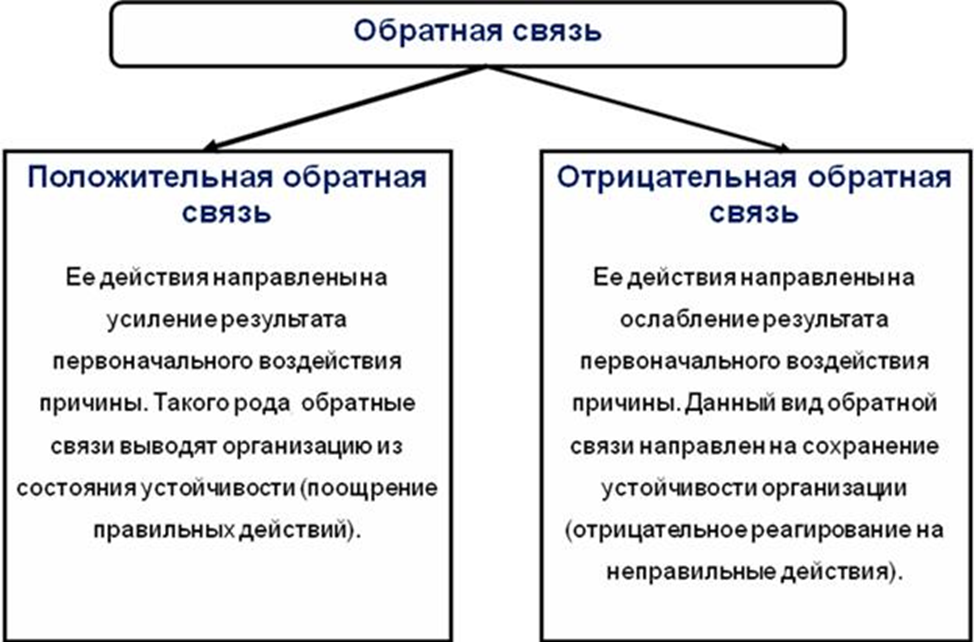 Обратная связь
Положительная обратная
связь
Ее действия направлены на
усиление результата
первоначального воздействия
причины. Такого рода обратные
связи выводят организацию из
состояния устойчивости (поощрение
правильных действий).
Отрицательная обратная
связь
Ее действия направлены на
ослабление результата
первоначального воздействия
причины. Данный вид обратной
связи направлен на сохранение
устойчивости организации
(отрицательное реагирование на
неправильные действия).